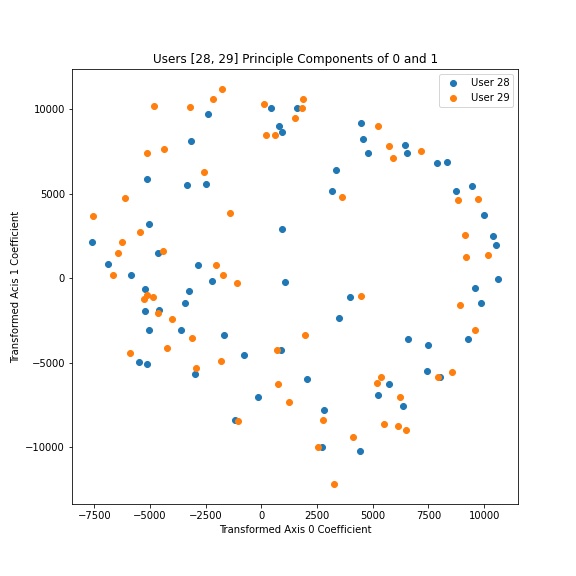 Users [28, 29] Principle Components of 0 and 1
User 28
User 29
Transformed Acis 1 Coefficient
10000
5000
0
−5000
−10000
−7500 −5000 −2500 0 2500 5000 7500 10000
Transformed Axis 0 Coefficient